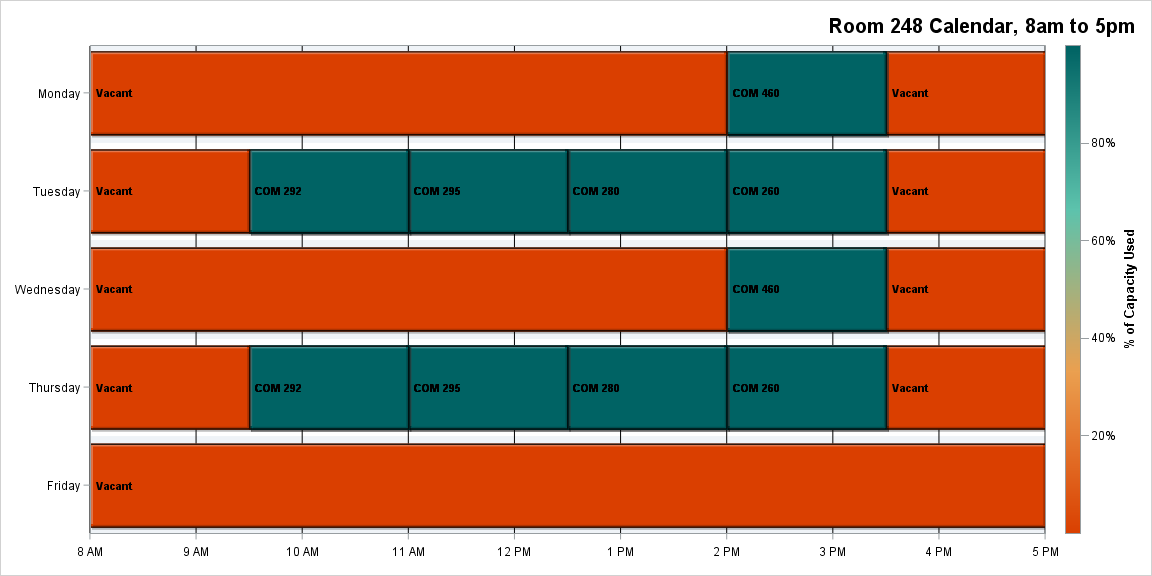 Room 248 Calendar, 8am to 5pm
Monday
Vacant
COM 460
Vacant
Tuesday
Vacant
COM 292
COM 295
COM 280
COM 260
Vacant
Wednesday
Vacant
COM 460
Vacant
Thursday
Vacant
COM 292
COM 295
COM 280
COM 260
Vacant
Friday
Vacant
8 AM
9 AM
10 AM
11 AM
12 PM
1 PM
2 PM
3 PM
4 PM
5 PM
80%
60%
40%
20%
% of Capacity Used